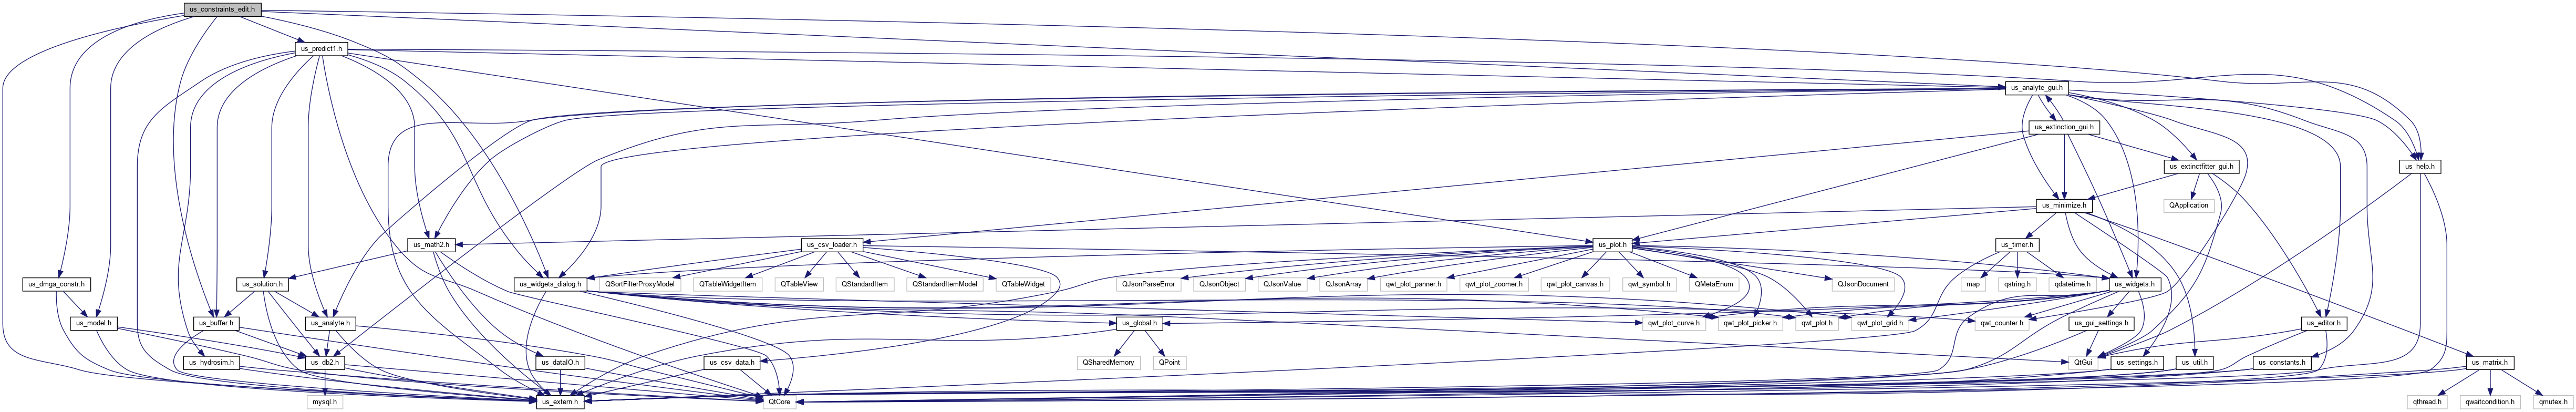 us_constraints_edit.h
us_predict1.h
us_analyte_gui.h
us_extinction_gui.h
us_extinctfitter_gui.h
us_help.h
us_minimize.h
QApplication
us_math2.h
us_csv_loader.h
us_plot.h
us_timer.h
us_dmga_constr.h
us_solution.h
us_widgets_dialog.h
QSortFilterProxyModel
QTableWidgetItem
QTableView
QStandardItem
QStandardItemModel
QTableWidget
QJsonParseError
QJsonObject
QJsonValue
QJsonArray
qwt_plot_panner.h
qwt_plot_zoomer.h
qwt_plot_canvas.h
qwt_symbol.h
QMetaEnum
QJsonDocument
map
qstring.h
qdatetime.h
us_widgets.h
us_model.h
us_buffer.h
us_analyte.h
us_global.h
qwt_plot_curve.h
qwt_plot_picker.h
qwt_plot.h
qwt_plot_grid.h
qwt_counter.h
us_gui_settings.h
us_editor.h
us_hydrosim.h
us_db2.h
us_dataIO.h
us_csv_data.h
QSharedMemory
QPoint
QtGui
us_settings.h
us_util.h
us_constants.h
us_matrix.h
mysql.h
us_extern.h
QtCore
qthread.h
qwaitcondition.h
qmutex.h